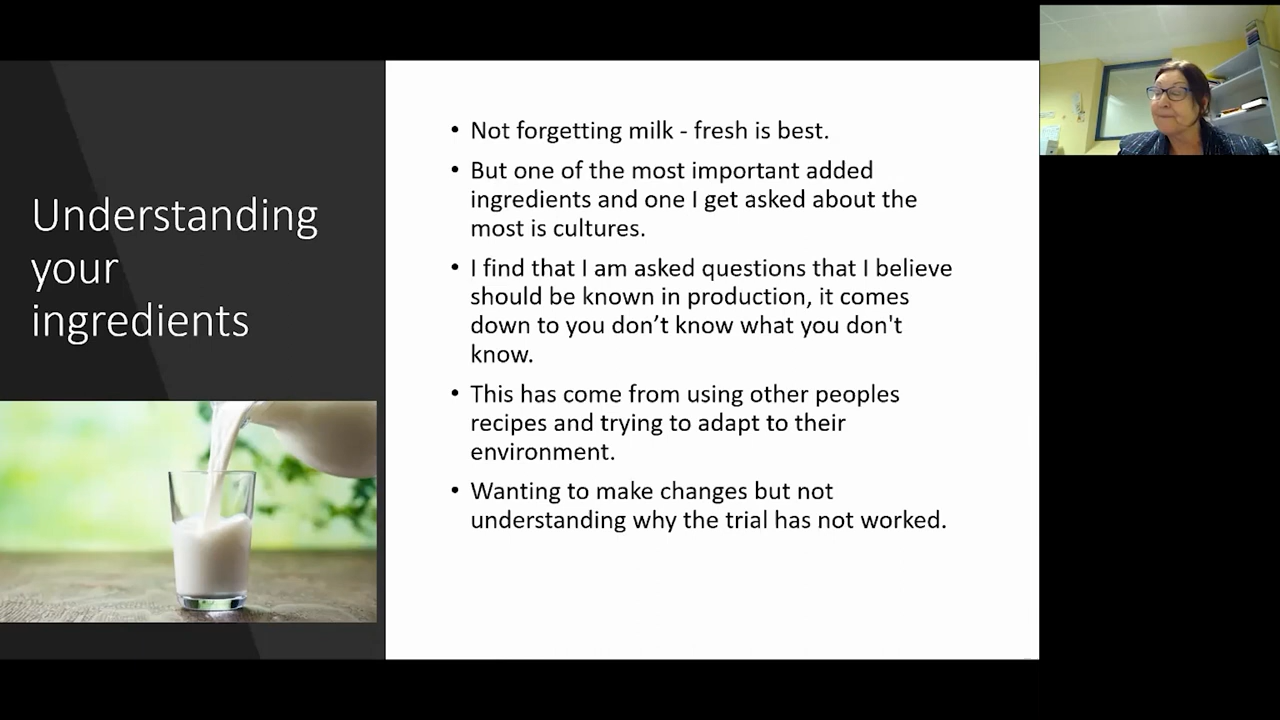 Understanding
your
ingredients
• Not forgetting milk - fresh is best.
• But one of the most important added
ingredients and one I get asked about the
most is cultures.
• I find that I am asked questions that I believe
should be known in production, it comes
down to you don’t know what you don't
know.
• This has come from using other peoples
recipes and trying to adapt to their
environment.
• Wanting to make changes but not
understanding why the trial has not worked.